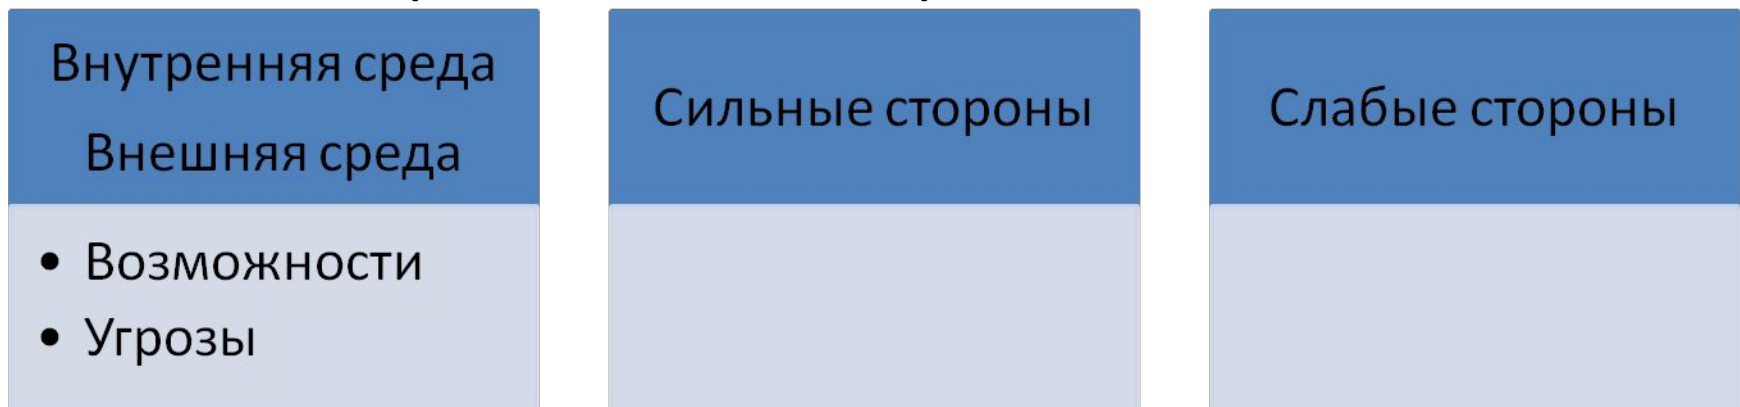 Внутренняя среда
Внешняя среда
Сильные стороны
Слабые стороны
• Возможности
• Угрозы